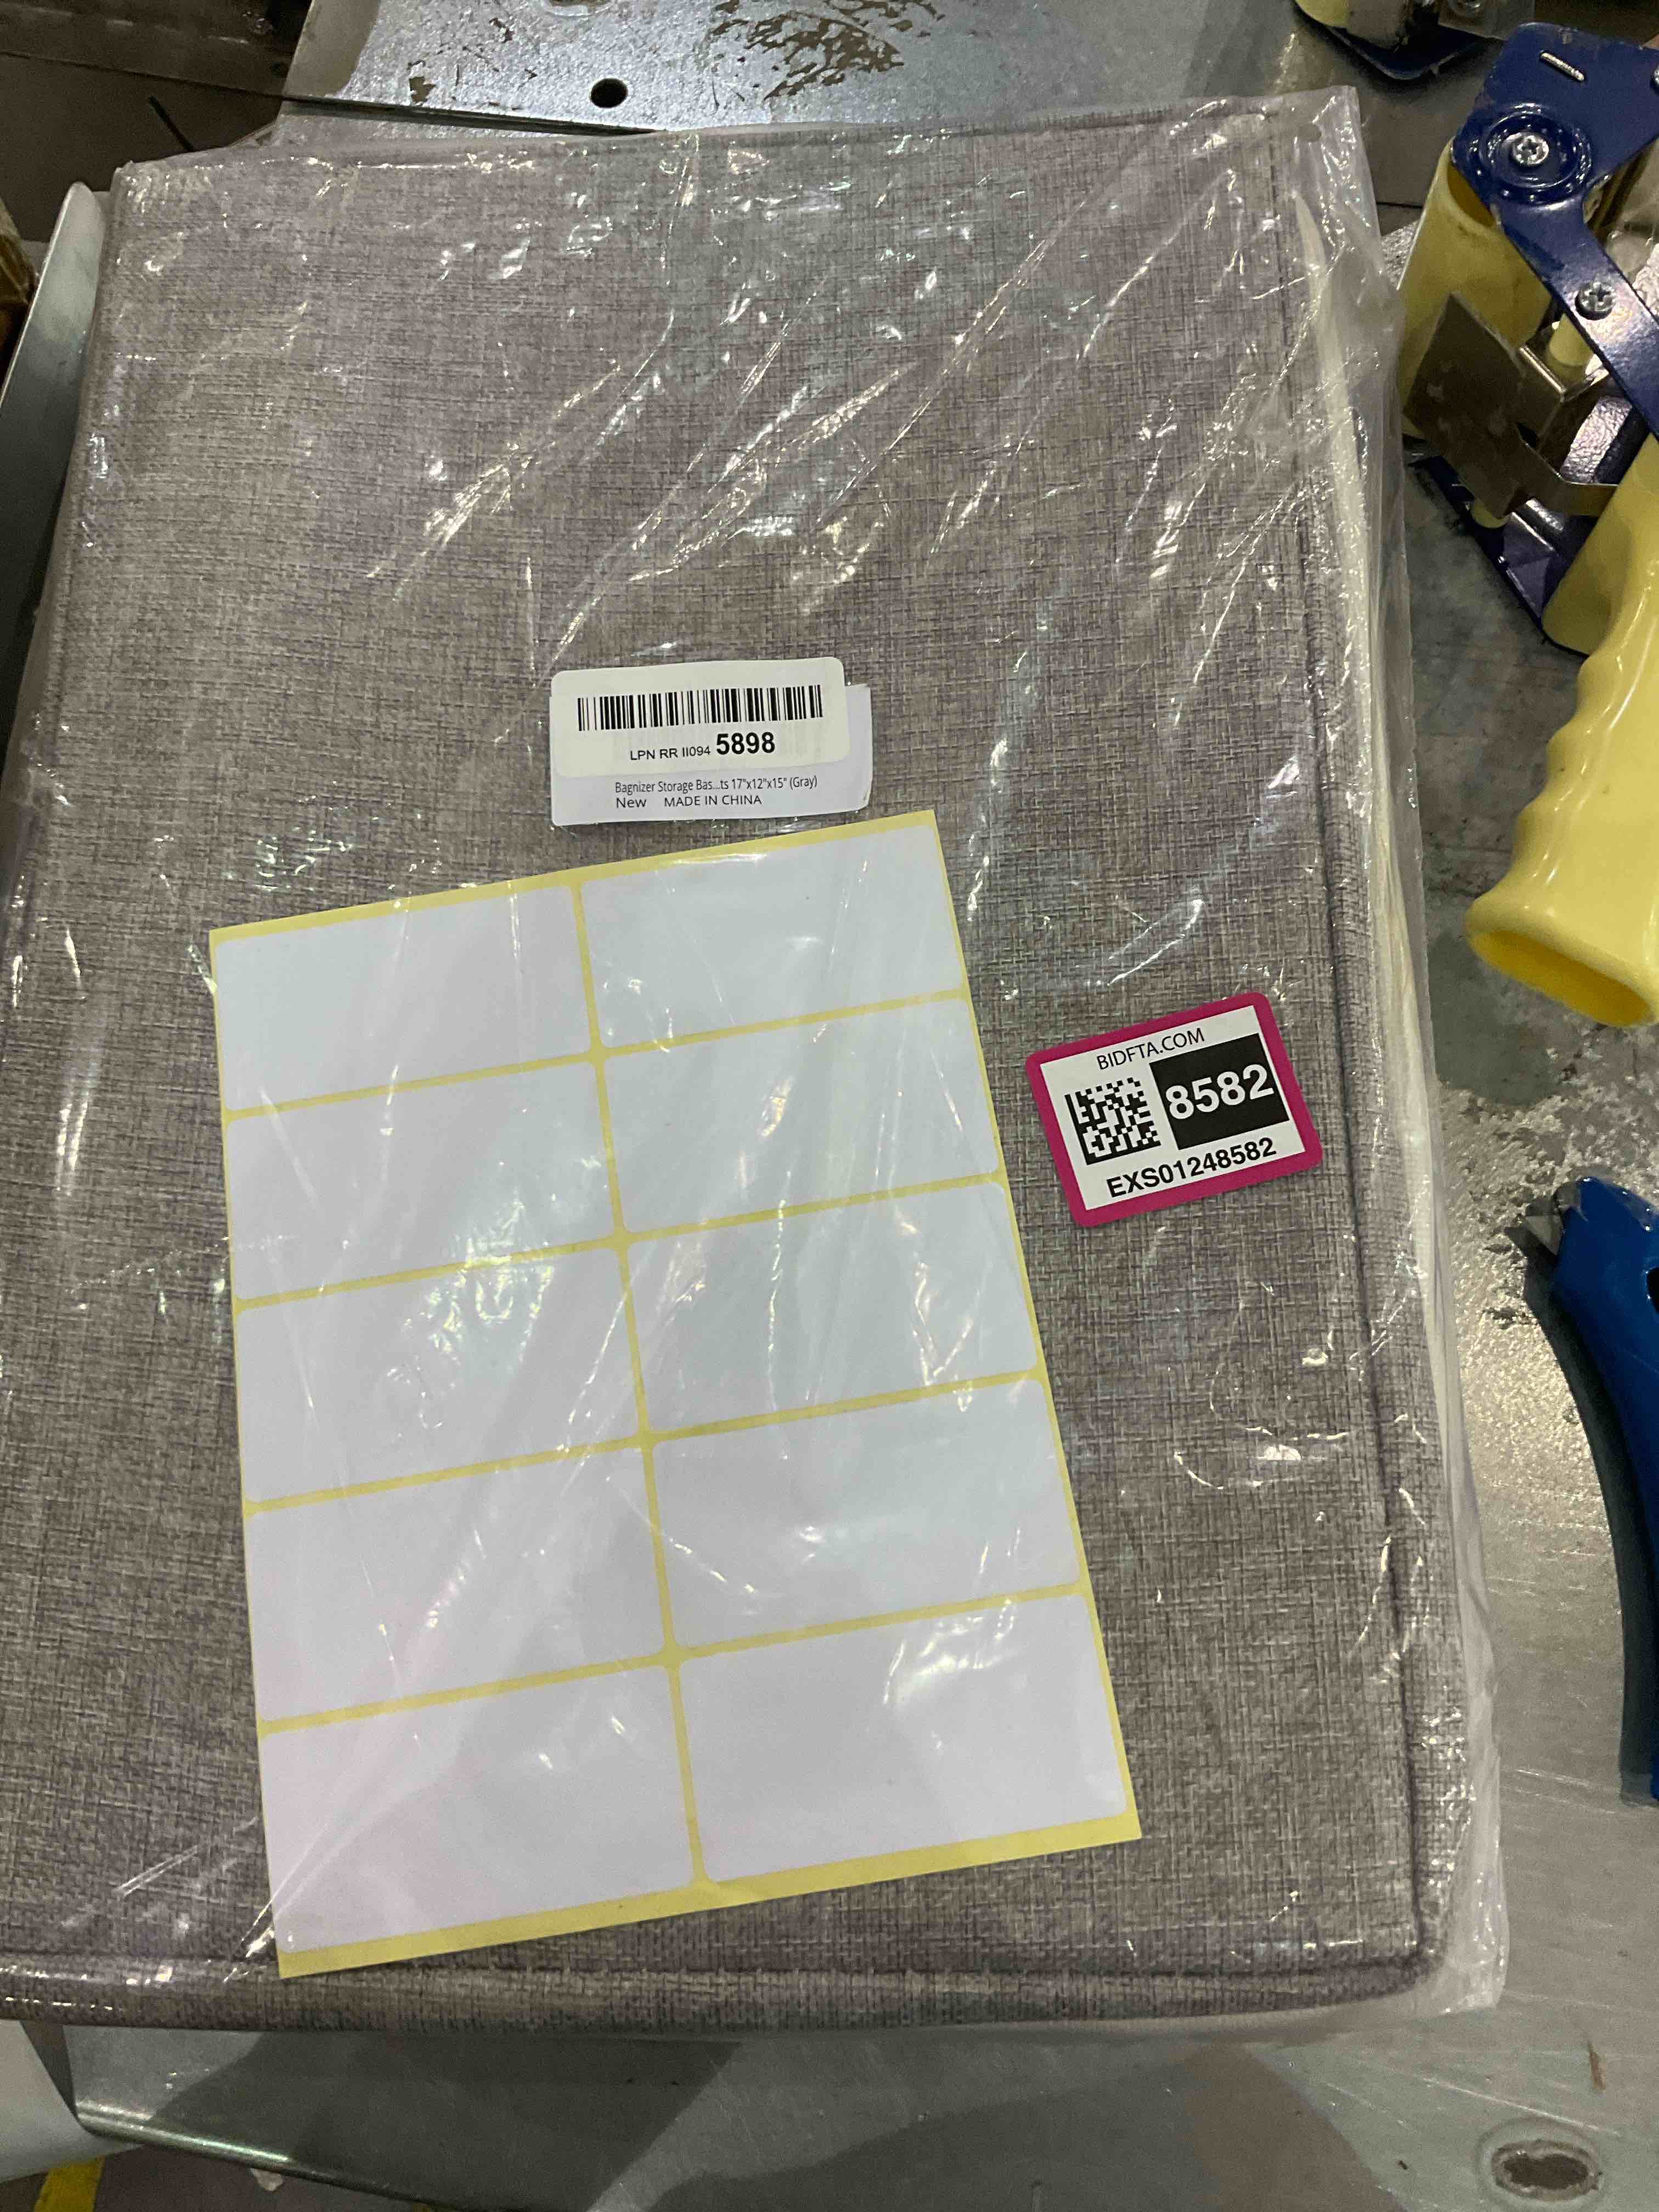 LPN RR II094 5898
Bagnizer Storage Bas...ts 17"x12"x15" (Gray)
New MADE IN CHINA
BIDFTA.COM
8582
EXS01248582